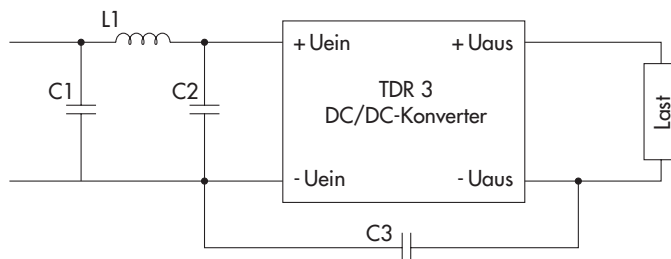 L1
C1
C2
+ Uein
+ Uaus
TDR 3
DC/DC-Konverter
- Uein
- Uaus
Last
C3